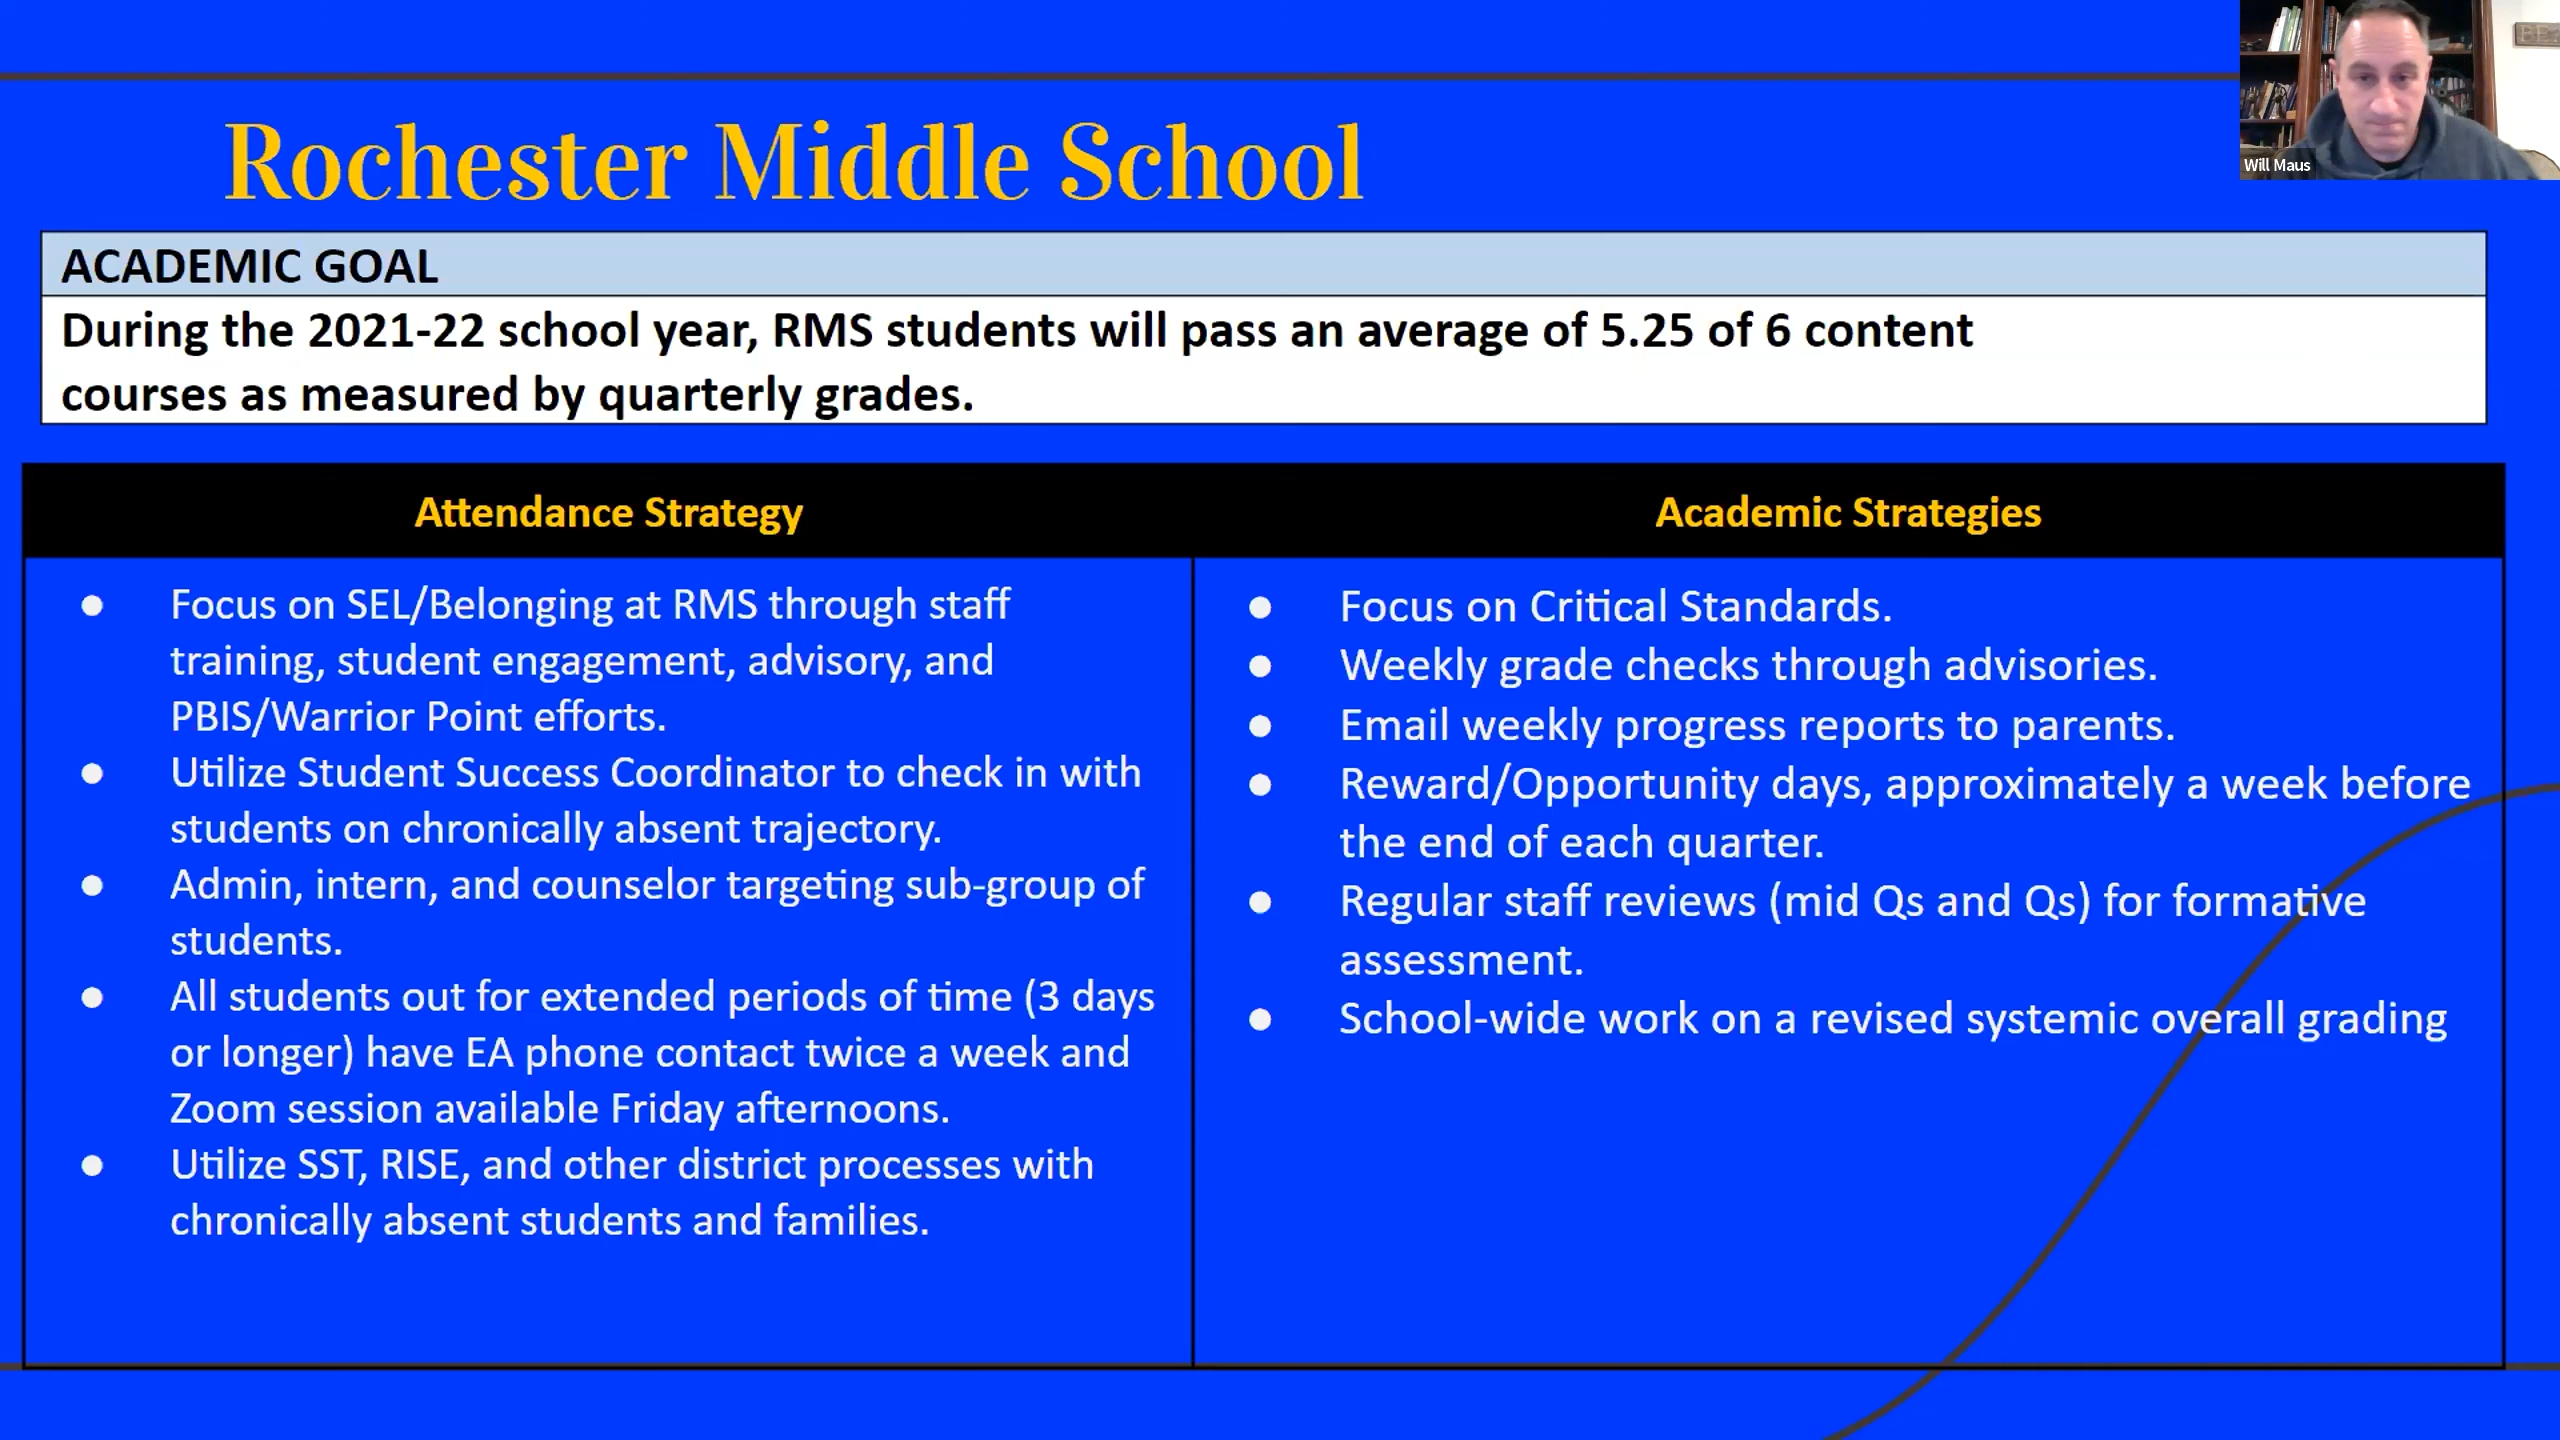 Will Maus
Rochester Middle School
ACADEMIC GOAL
During the 2021-22 school year, RMS students will pass an average of 5.25 of 6 content
courses as measured by quarterly grades.
Attendance Strategy
● Focus on SEL/Belonging at RMS through staff
training, student engagement, advisory, and
PBIS/Warrior Point efforts.
● Utilize Student Success Coordinator to check in with
students on chronically absent trajectory.
● Admin, intern, and counselor targeting sub-group of
students.
● All students out for extended periods of time (3 days
or longer) have EA phone contact twice a week and
Zoom session available Friday afternoons.
● Utilize SST, RISE, and other district processes with
chronically absent students and families.
Academic Strategies
● Focus on Critical Standards.
● Weekly grade checks through advisories.
● Email weekly progress reports to parents.
● Reward/Opportunity days, approximately a week before
the end of each quarter.
● Regular staff reviews (mid Qs and Qs) for formative
assessment.
● School-wide work on a revised systemic overall grading